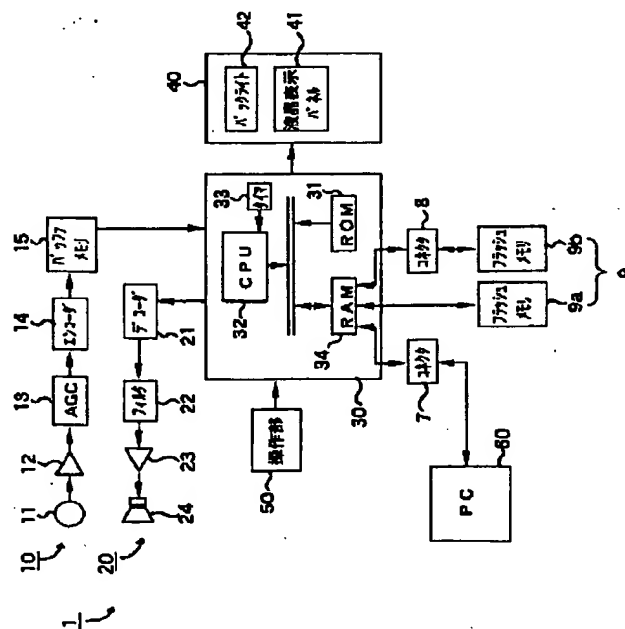 1
10
11
12
13
AGC
14
エンコーダ
15
バッファ
メモリ
20
24
23
22
フィルタ
21
デコーダ
40
バックライト
42
液晶表示
パネル
41
33
タイマ
CPU
32
31
ROM
RAM
34
30
50
操作部
7
コネクタ
8
コネクタ
60
PC
フラッシュ
メモリ
9a
フラッシュ
メモリ
9b
9